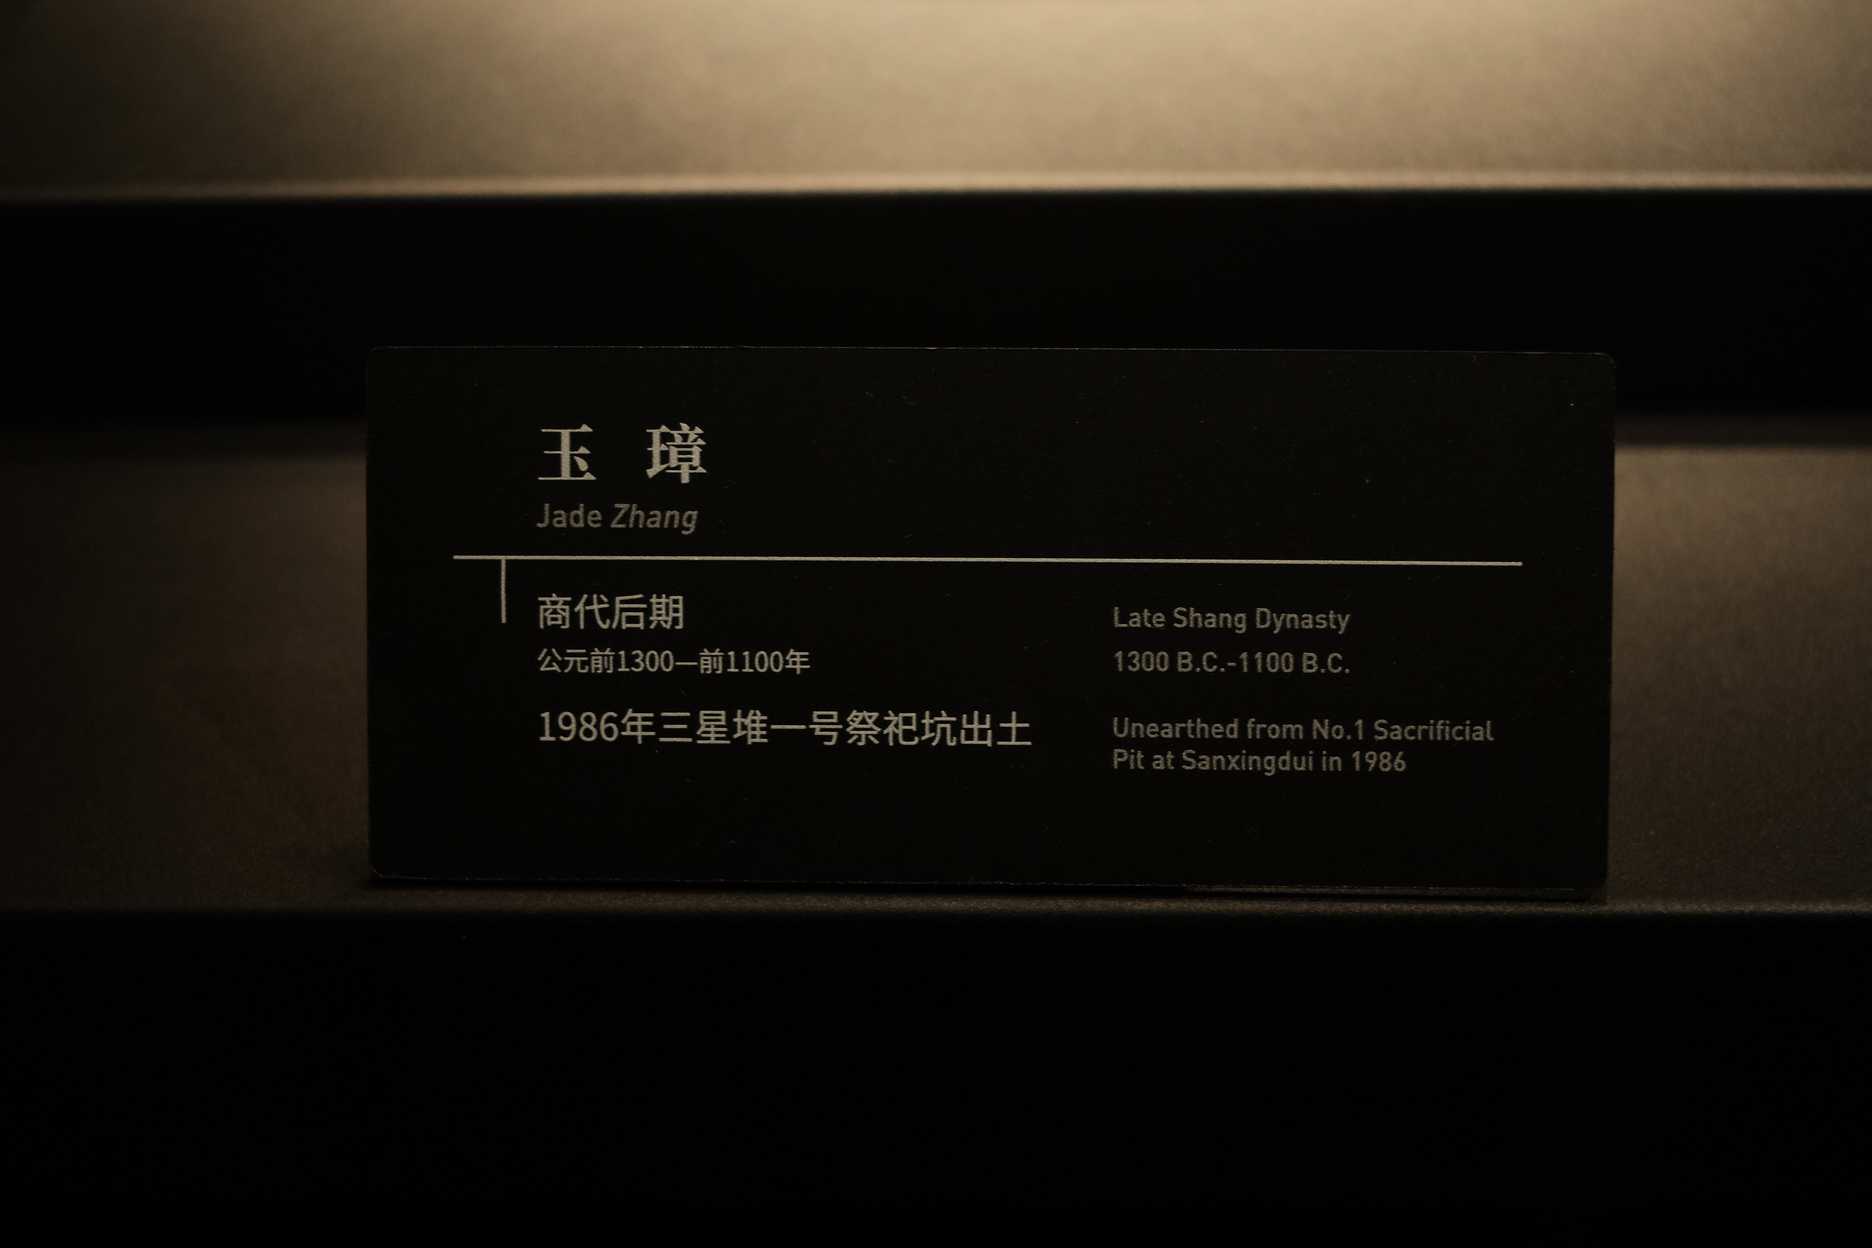 玉 璋
Jade Zhang
商代后期
公元前1300—前1100年
1986年三星堆一号祭祀坑出土
Late Shang Dynasty
1300 B.C.-1100 B.C.
Unearthed from No.1 Sacrificial
Pit at Sanxingdui in 1986